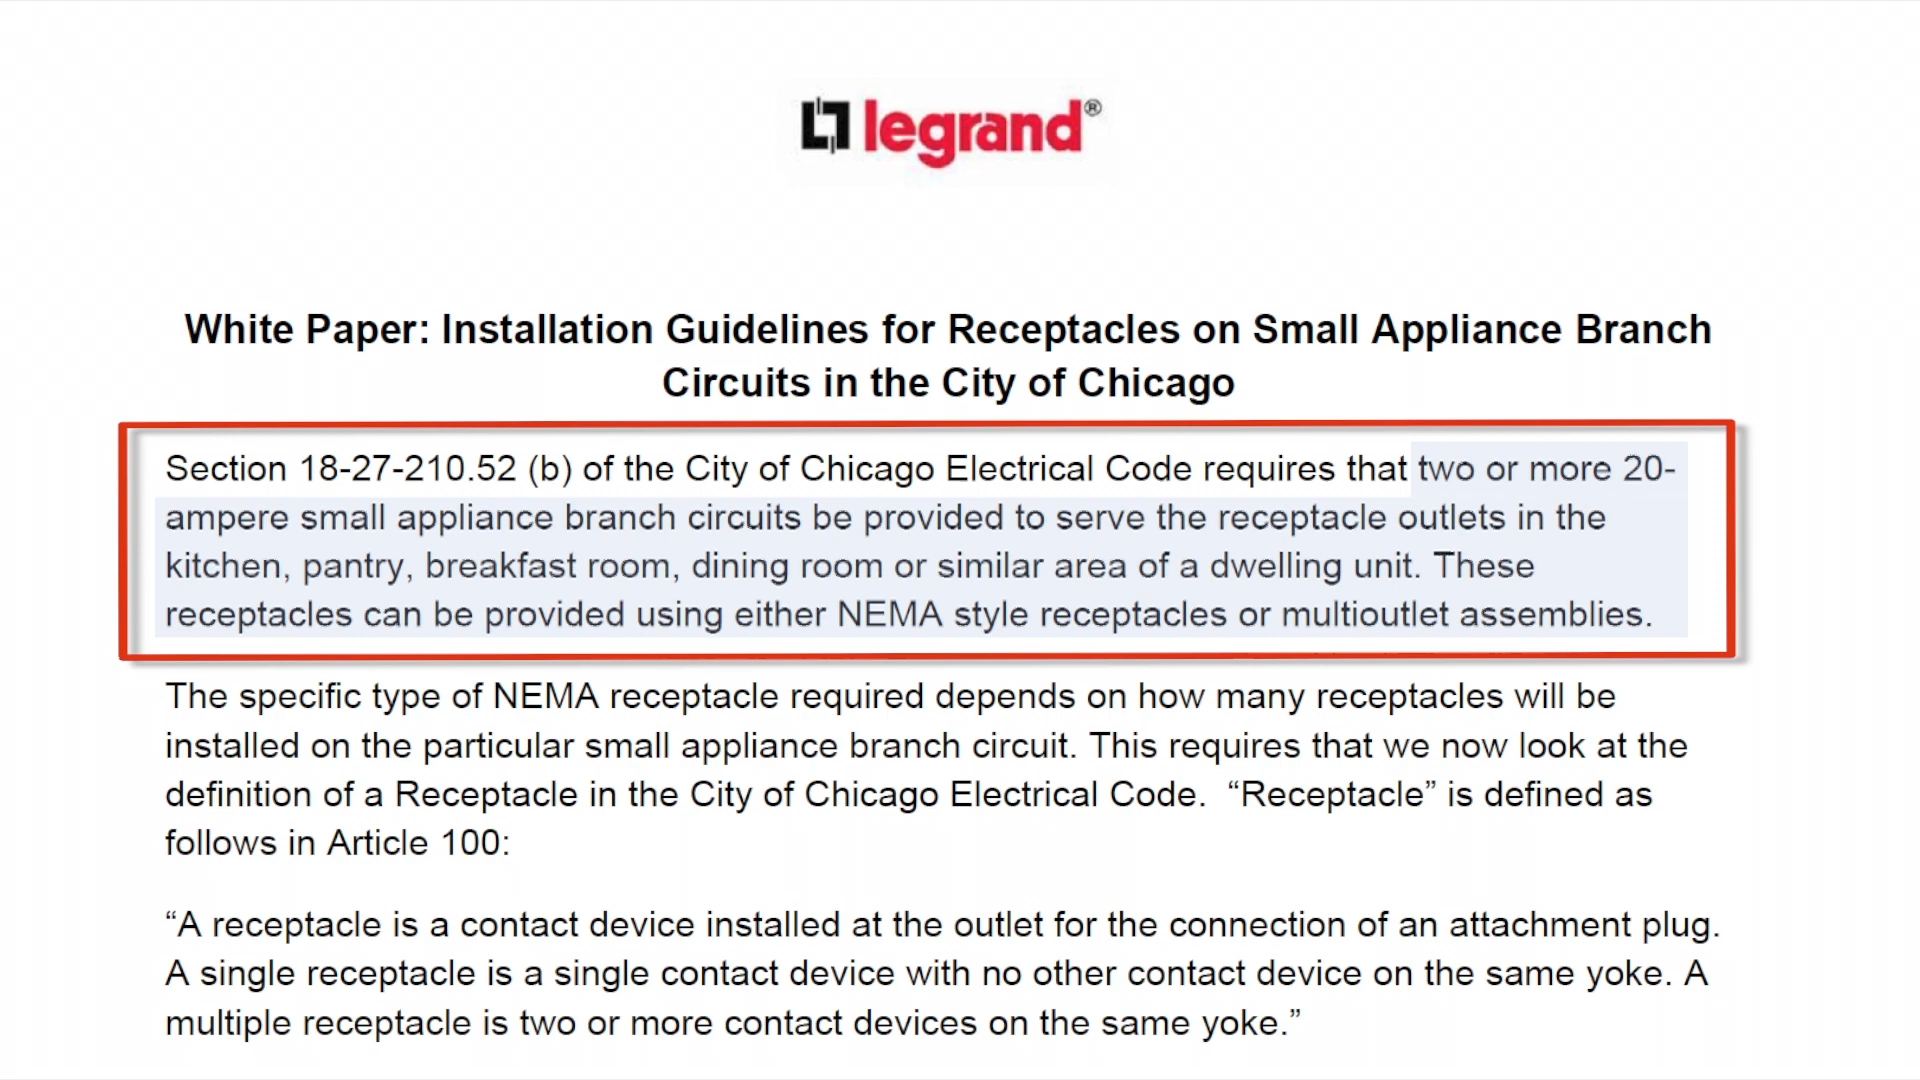 legrand®
White Paper: Installation Guidelines for Receptacles on Small Appliance Branch
Circuits in the City of Chicago
Section 18-27-210.52 (b) of the City of Chicago Electrical Code requires that two or more 20-
ampere small appliance branch circuits be provided to serve the receptacle outlets in the
kitchen, pantry, breakfast room, dining room or similar area of a dwelling unit. These
receptacles can be provided using either NEMA style receptacles or multioutlet assemblies.
The specific type of NEMA receptacle required depends on how many receptacles will be
installed on the particular small appliance branch circuit. This requires that we now look at the
definition of a Receptacle in the City of Chicago Electrical Code.  “Receptacle” is defined as
follows in Article 100:
“A receptacle is a contact device installed at the outlet for the connection of an attachment plug.
A single receptacle is a single contact device with no other contact device on the same yoke. A
multiple receptacle is two or more contact devices on the same yoke.”